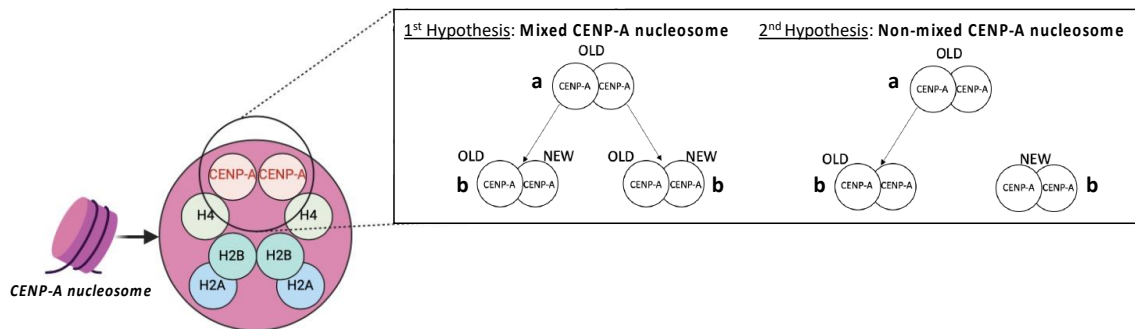 1st Hypothesis: Mixed CENP-A nucleosome
OLD
a
CENP-A CENP-A
OLD NEW
b
CENP-A CENP-A
OLD NEW
CENP-A CENP-A
b
2nd Hypothesis: Non-mixed CENP-A nucleosome
OLD
a
CENP-A CENP-A
OLD
b
CENP-A CENP-A
NEW
CENP-A CENP-A
b
CENP-A CENP-A
H4 H4
H2B H2B
H2A H2A
CENP-A nucleosome